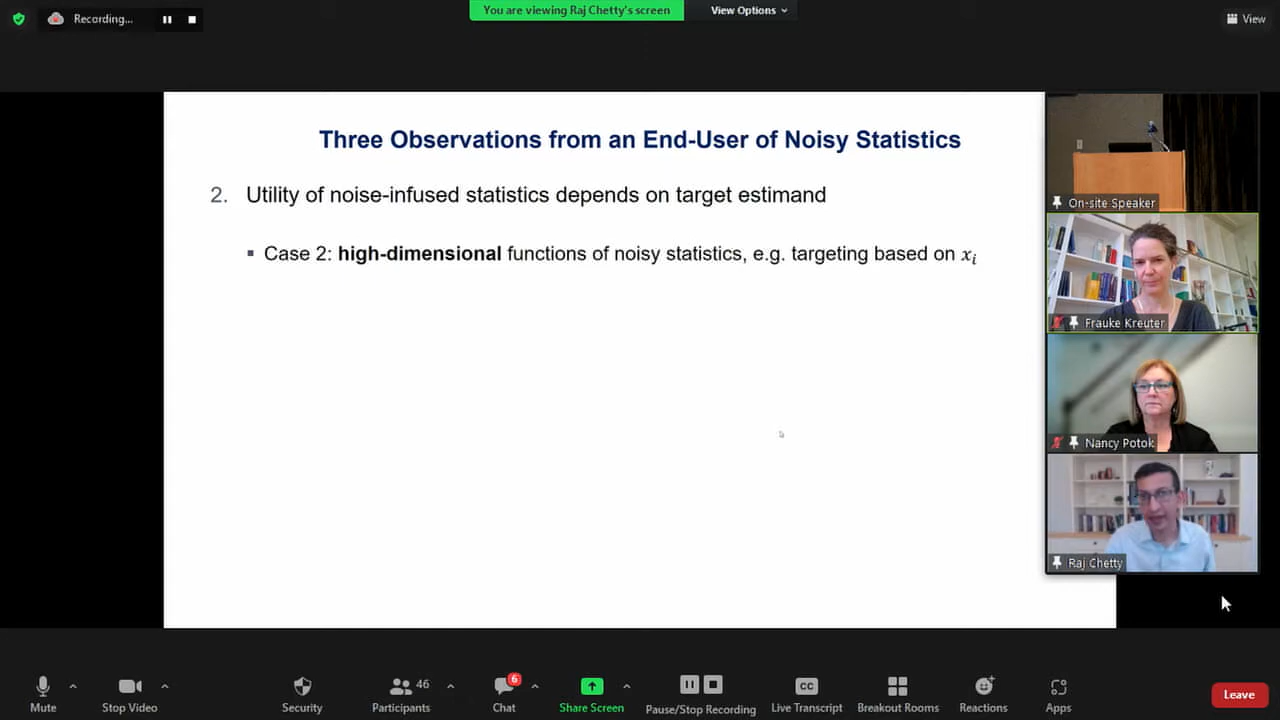 Recording...
You are viewing Raj Chetty's screen
View Options
View
Three Observations from an End-User of Noisy Statistics
2. Utility of noise-infused statistics depends on target estimand
▪ Case 2: high-dimensional functions of noisy statistics, e.g. targeting based on xᵢ
On-site Speaker
Frauke Kreuter
Nancy Potok
Raj Chetty
Mute
Stop Video
Security
Participants
46
Chat
6
Share Screen
Pause/Stop Recording
CC
Live Transcript
Breakout Rooms
Reactions
Apps
Leave